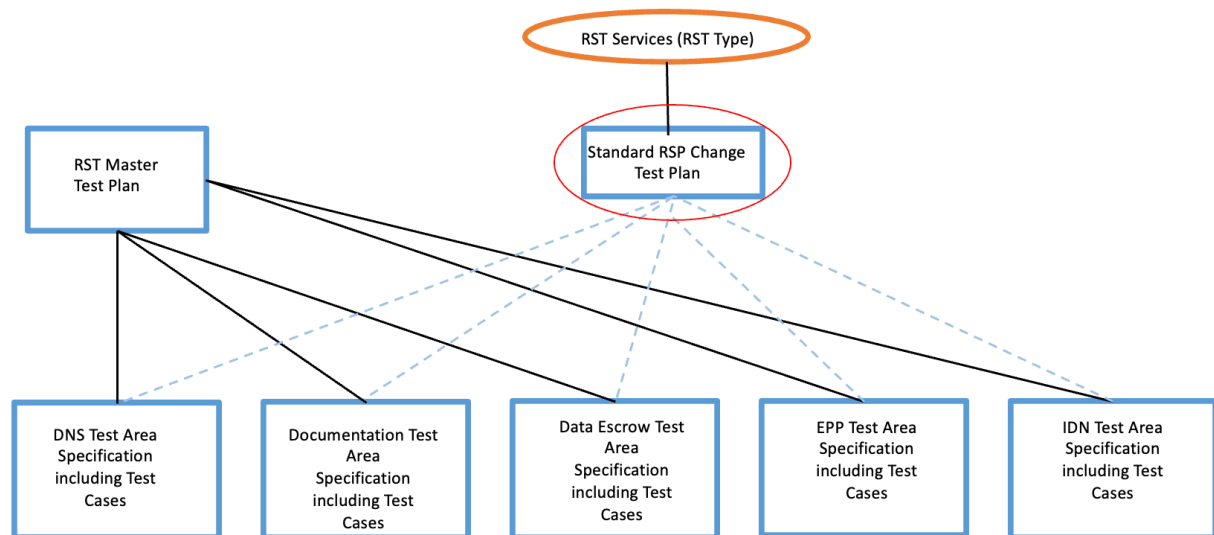 RST Services (RST Type)
RST Master
Test Plan
Standard RSP Change
Test Plan
DNS Test Area
Specification
including Test
Cases
Documentation Test
Area
Specification
including Test
Cases
Data Escrow Test
Area
Specification
including Test
Cases
EPP Test Area
Specification
including Test
Cases
IDN Test Area
Specification
including Test
Cases